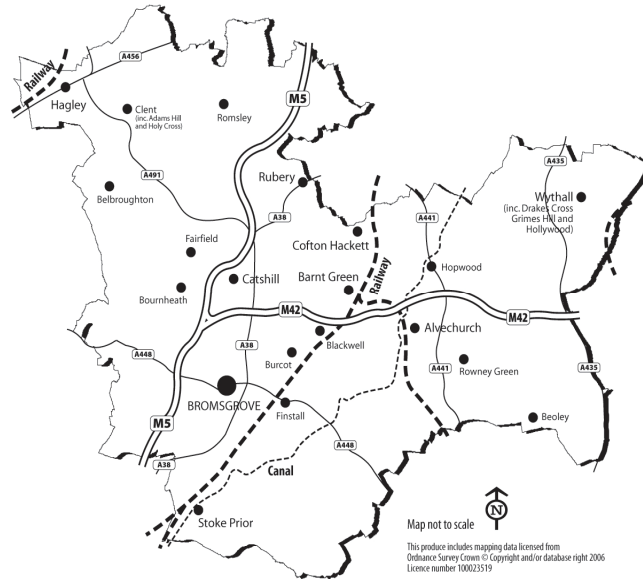 A456
Railway
Hagley
Clent
(inc. Adams Hill
and Holy Cross)
Romsley
M5
A435
Rubery
A491
Wythall
(inc. Drakes Cross
Grimes Hill and
Hollywood)
Belbroughton
A38
A441
Cofton Hackett
Fairfield
Hopwood
Catshill
Barnt Green
Railway
Bournheath
M42
M42
Alvechurch
Blackwell
A448
A38
Burcot
Rowney Green
A441
A435
BROMSGROVE
Finstall
Beoley
M5
A448
A38
Canal
Stoke Prior
N
Map not to scale
This produce includes mapping data licensed from
Ordnance Survey Crown © Copyright and/or database right 2006
Licence number 100023519